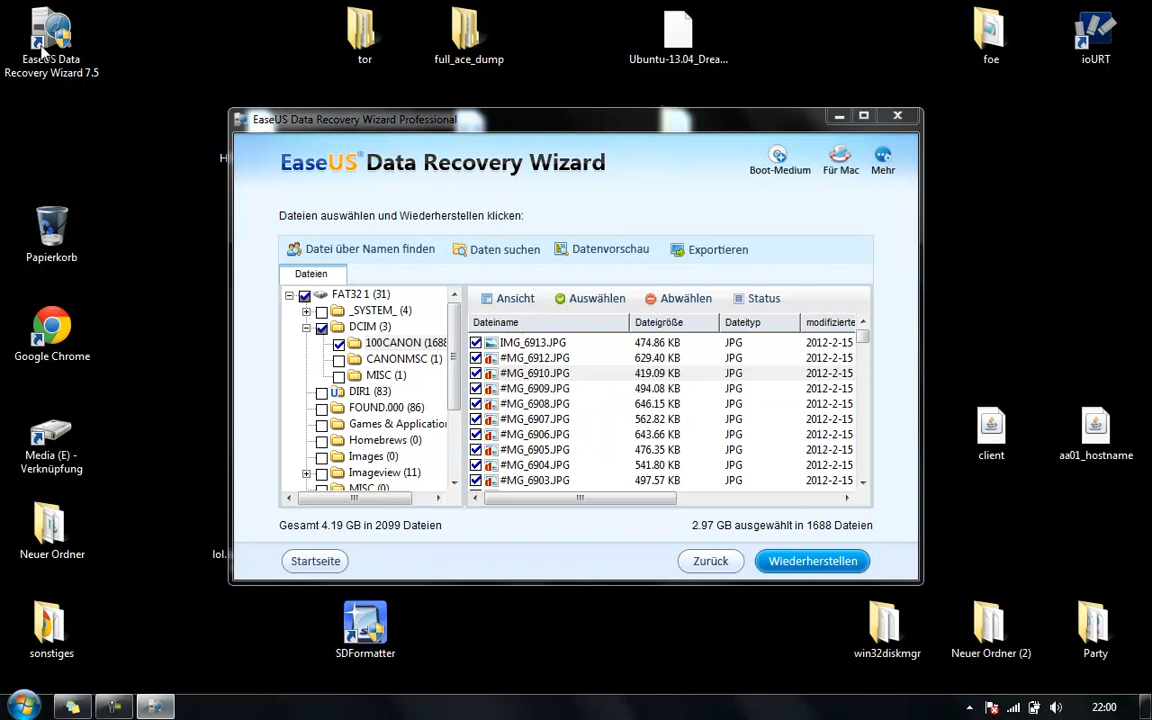 EaseUS Data
Recovery Wizard 7.5
tor
full_ace_dump
Ubuntu-13.04_Drea...
foe
ioURT
EaseUS Data Recovery Wizard Professional
EaseUS® Data Recovery Wizard
Boot-Medium
Für Mac
Mehr
Dateien auswählen und Wiederherstellen klicken:
Datei über Namen finden
Daten suchen
Datenvorschau
Exportieren
Dateien
Ansicht
Auswählen
Abwählen
Status
FAT32 1 (31)
_SYSTEM_ (4)
DCIM (3)
100CANON (1688
CANONMSC (1)
MISC (1)
DIR1 (83)
FOUND.000 (86)
Games & Application
Homebrews (0)
Images (0)
Imageview (11)
MISC (0)
Dateiname Dateigröße Dateityp modifizierte
IMG_6913.JPG 474.86 KB JPG 2012-2-15
#MG_6912.JPG 629.40 KB JPG 2012-2-15
#MG_6910.JPG 419.09 KB JPG 2012-2-15
#MG_6909.JPG 494.08 KB JPG 2012-2-15
#MG_6908.JPG 646.15 KB JPG 2012-2-15
#MG_6907.JPG 562.82 KB JPG 2012-2-15
#MG_6906.JPG 643.66 KB JPG 2012-2-15
#MG_6905.JPG 476.35 KB JPG 2012-2-15
#MG_6904.JPG 541.80 KB JPG 2012-2-15
#MG_6903.JPG 497.57 KB JPG 2012-2-15
Gesamt 4.19 GB in 2099 Dateien
2.97 GB ausgewählt in 1688 Dateien
Startseite
Zurück
Wiederherstellen
Papierkorb
Google Chrome
Media (E) -
Verknüpfung
client
aa01_hostname
Neuer Ordner
lol.
sonstiges
SDFormatter
win32diskmgr
Neuer Ordner (2)
Party
22:00